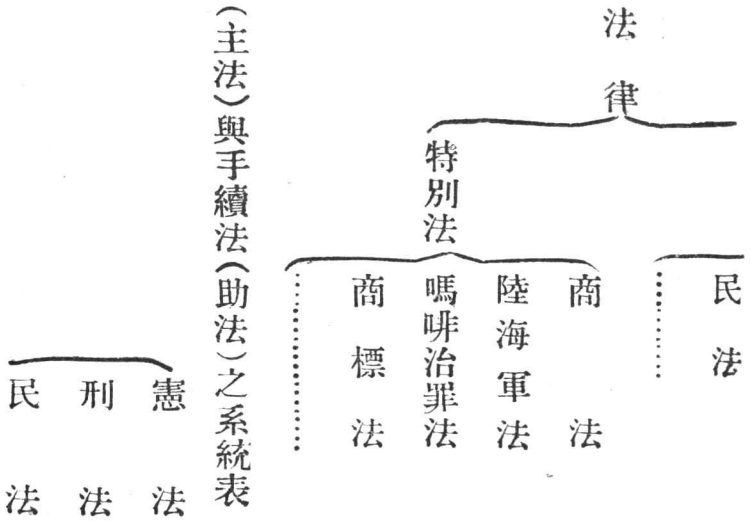 法律
民法
⋯⋯⋯
特別法
商法
陸海軍法
嗎啡治罪法
商標法
⋯⋯⋯⋯⋯
(主法)與手續法(助法)之系統表
憲法
刑法
民法